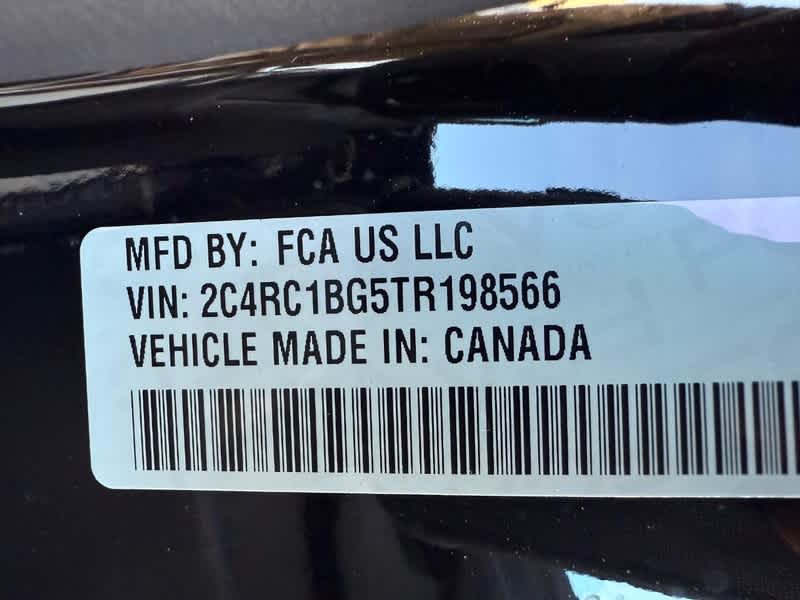 MFD BY: FCA US LLC
VIN: 2C4RC1BG5TR198566
VEHICLE MADE IN: CANADA